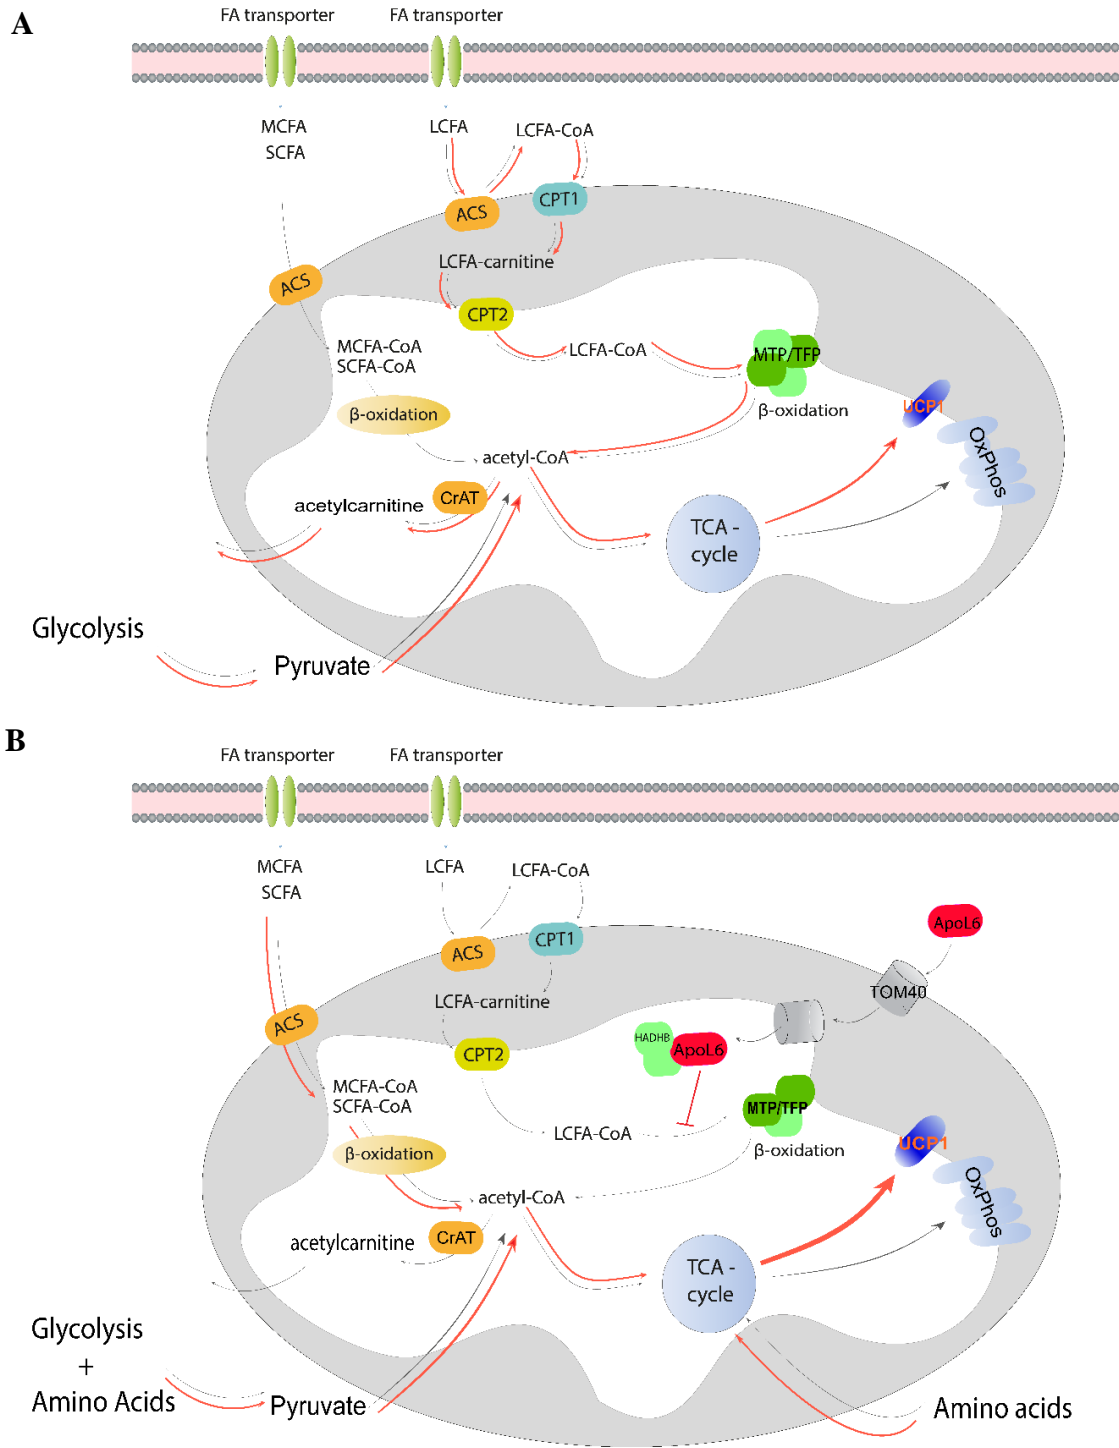 A
FA transporter
FA transporter
MCFA
SCFA
LCFA
LCFA-CoA
ACS
CPT1
LCFA-carnitine
ACS
CPT2
MCFA-CoA
SCFA-CoA
LCFA-CoA
MTP/TFP
β-oxidation
β-oxidation
UCP1
OxPhos
acetyl-CoA
CrAT
acetylcarnitine
TCA -
cycle
Glycolysis
Pyruvate
B
FA transporter
FA transporter
MCFA
SCFA
LCFA
LCFA-CoA
ApoL6
ACS
CPT1
TOM40
LCFA-carnitine
ACS
HADHB
ApoL6
CPT2
MCFA-CoA
SCFA-CoA
MTP/TFP
LCFA-CoA
β-oxidation
β-oxidation
UCP1
OxPhos
acetyl-CoA
CrAT
acetylcarnitine
TCA -
cycle
Glycolysis
+
Amino Acids
Pyruvate
Amino acids